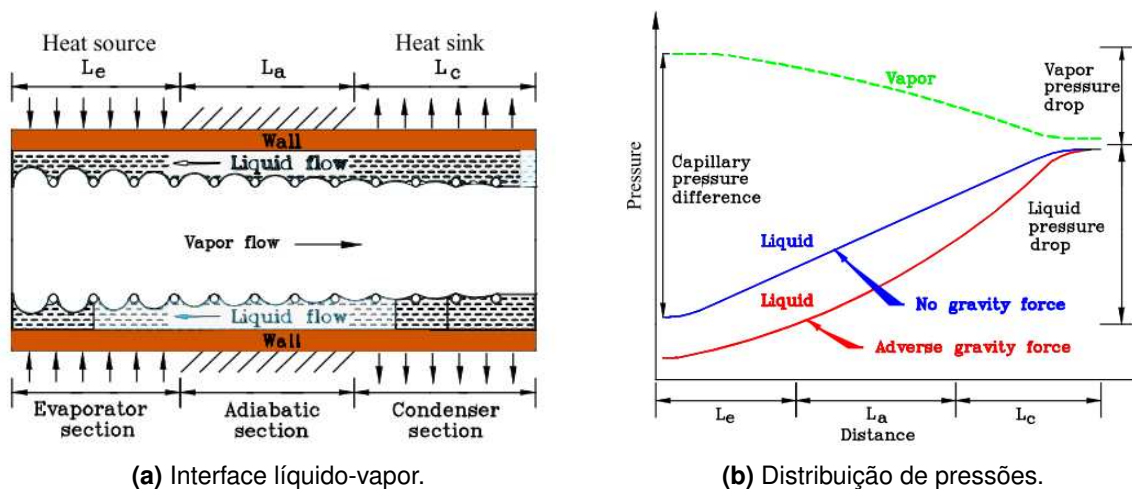 Heat source
Heat sink
Le
La
Lc
Wall
Liquid flow
Vapor flow
Liquid flow
Wall
Evaporator
section
Adiabatic
section
Condenser
section
(a) Interface líquido-vapor.
Pressure
Vapor
Vapor
pressure
drop
Capillary
pressure
difference
Liquid
Liquid
pressure
drop
Liquid
No gravity force
Adverse gravity force
Le
La
Lc
Distance
(b) Distribuição de pressões.